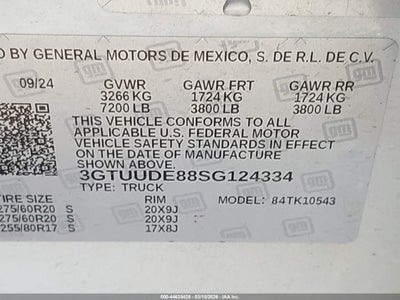 D BY GENERAL MOTORS DE MEXICO, S. DE R.L. DE C.V.
09/24 GVWR GAWR FRT GAWR RR
3266 KG 1724 KG 1724 KG
7200 LB 3800 LB 3800 LB
THIS VEHICLE CONFORMS TO ALL APPLICABLE
U.S. FEDERAL MOTOR
VEHICLE SAFETY STANDARDS IN EFFECT
ON THE DATE OF MANUFACTURE
SHOWN ABOVE.
3GTUUDE88SG124334
TYPE: TRUCK
TIRE SIZE RIM MODEL: 84TK10543
275/60R20 S 20X9J
275/60R20 S 20X9J
255/80R17 S 17X8J